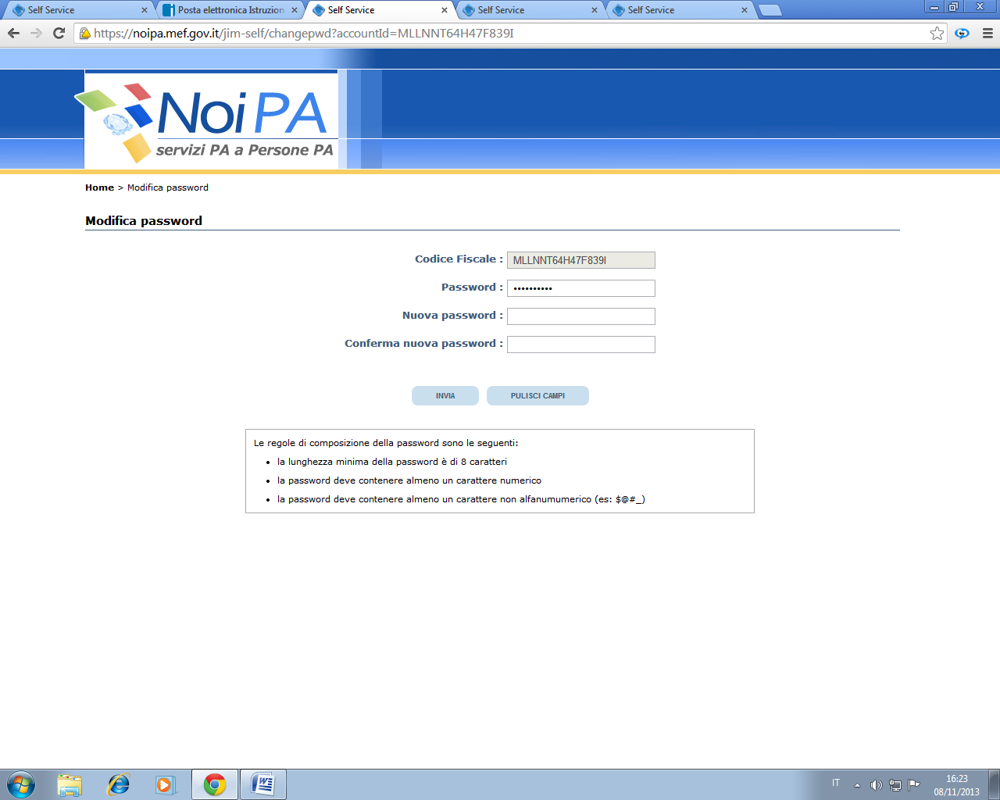 Self Service
Posta elettronica Istruzion
Self Service
Self Service
Self Service
https://noipa.mef.gov.it/jim-self/changepwd?accountId=MLLNNT64H47F839I
NoiPA
servizi PA a Persone PA
Home > Modifica password
Modifica password
Codice Fiscale : MLLNNT64H47F839I
Password : ••••••••••
Nuova password :
Conferma nuova password :
INVIA PULISCI CAMPI
Le regole di composizione della password sono le seguenti:
• la lunghezza minima della password è di 8 caratteri
• la password deve contenere almeno un carattere numerico
• la password deve contenere almeno un carattere non alfanumumerico (es: $@#_)
IT
16:23
08/11/2013